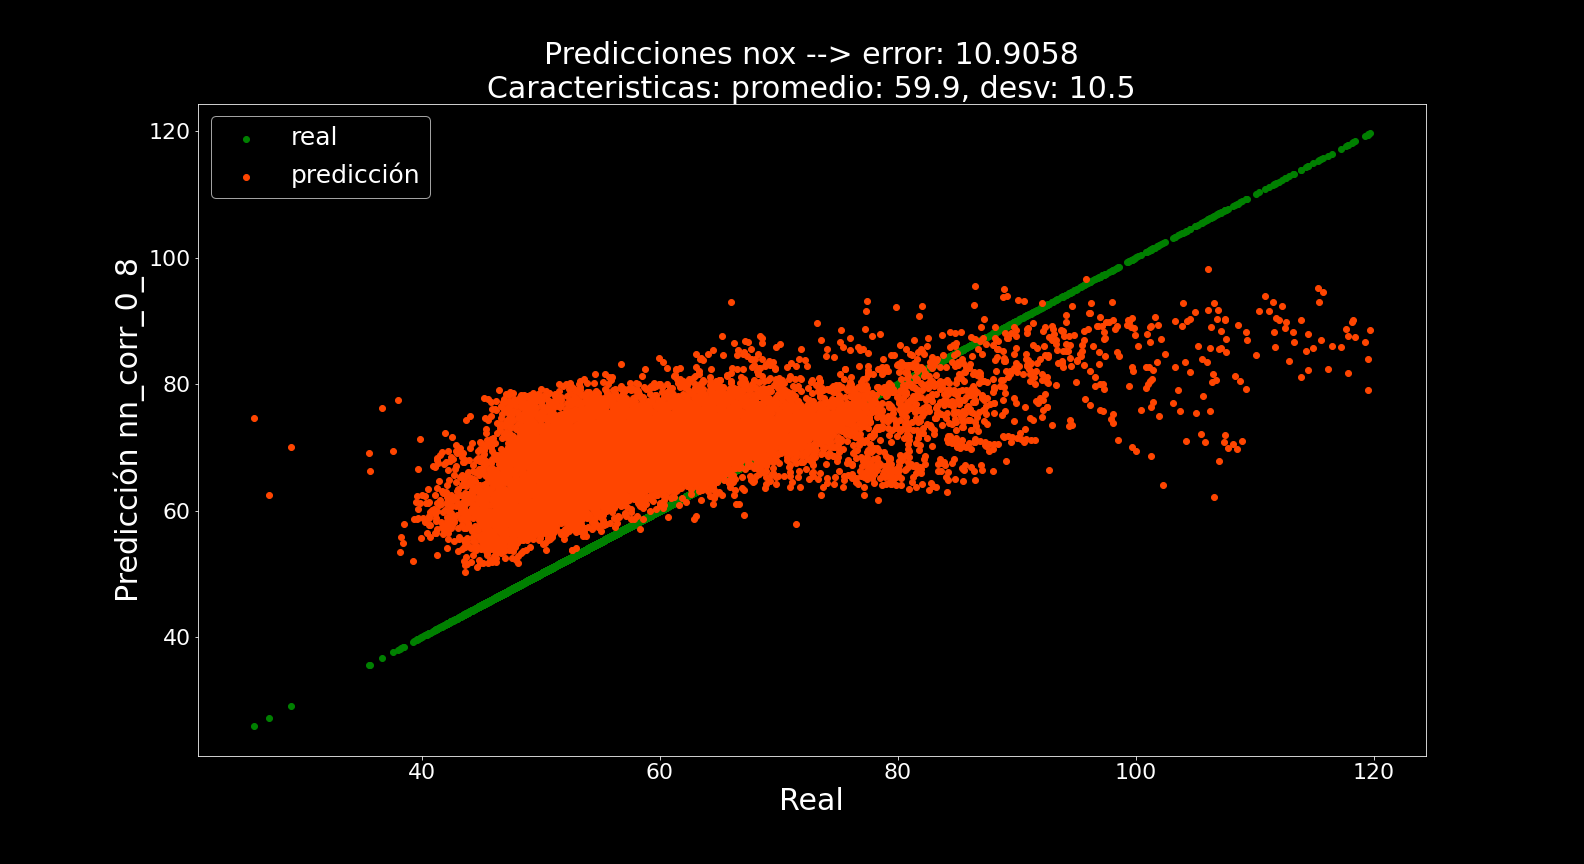 Predicciones nox --> error: 10.9058
Caracteristicas: promedio: 59.9, desv: 10.5
real
predicción
120
100
80
60
40
Predicción nn_corr_0_8
40
60
80
100
120
Real